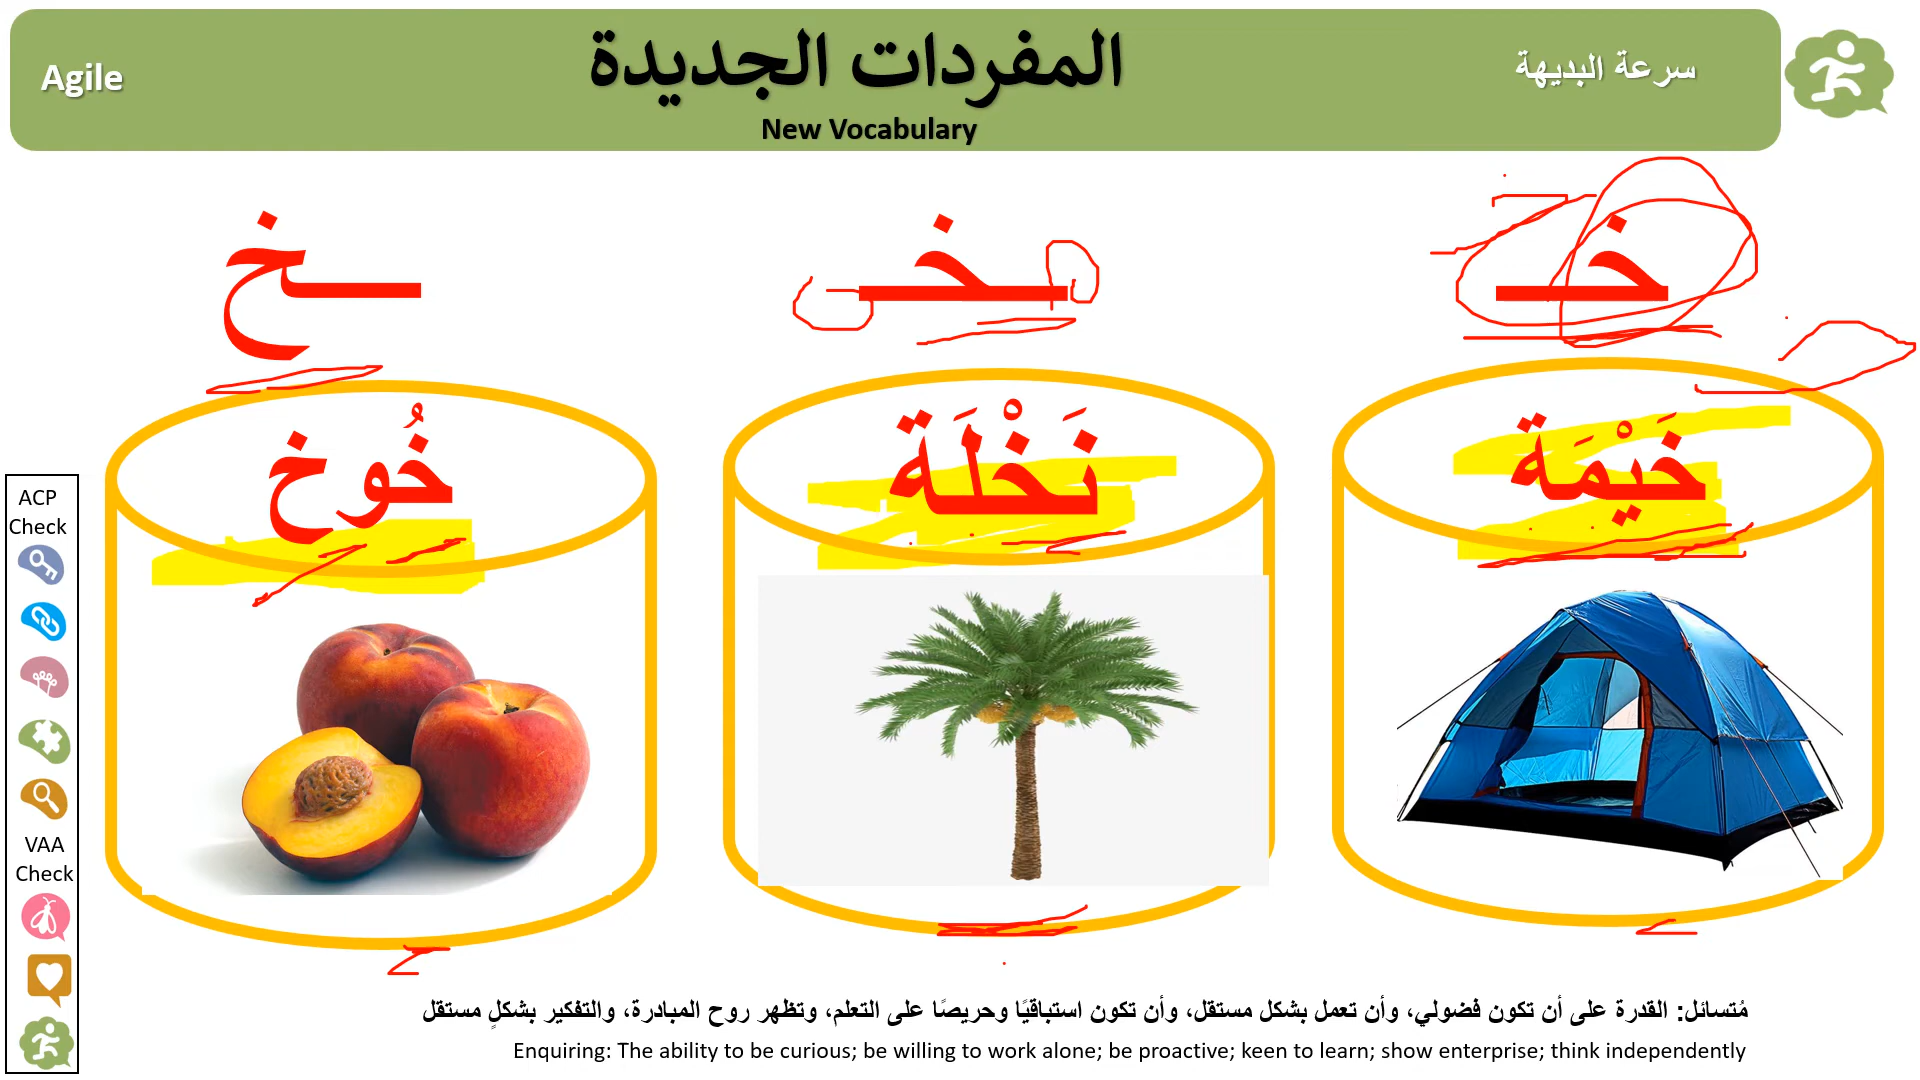 Agile
المفردات الجديدة
سرعة البديهة
New Vocabulary
خـ
ـخـ
ـخ
خَيْمَة
نَخْلَة
خُوخ
ACP
Check
VAA
Check
مُتسائل: القدرة على أن تكون فضولي، وأن تعمل بشكل مستقل، وأن تكون استباقيًا وحريصًا على التعلم، وتظهر روح المبادرة، والتفكير بشكلٍ مستقل
Enquiring: The ability to be curious; be willing to work alone; be proactive; keen to learn; show enterprise; think independently